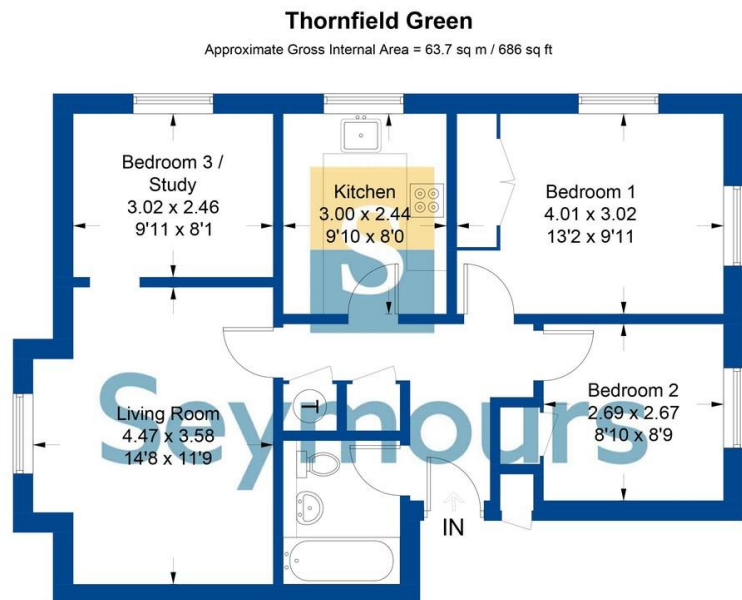 Thornfield Green
Approximate Gross Internal Area = 63.7 sq m / 686 sq ft
Bedroom 3 /
Study
3.02 x 2.46
9'11 x 8'1
Kitchen
3.00 x 2.44
9'10 x 8'0
Bedroom 1
4.01 x 3.02
13'2 x 9'11
S
Living Room
4.47 x 3.58
14'8 x 11'9
T
Bedroom 2
2.69 x 2.67
8'10 x 8'9
Seymours
IN